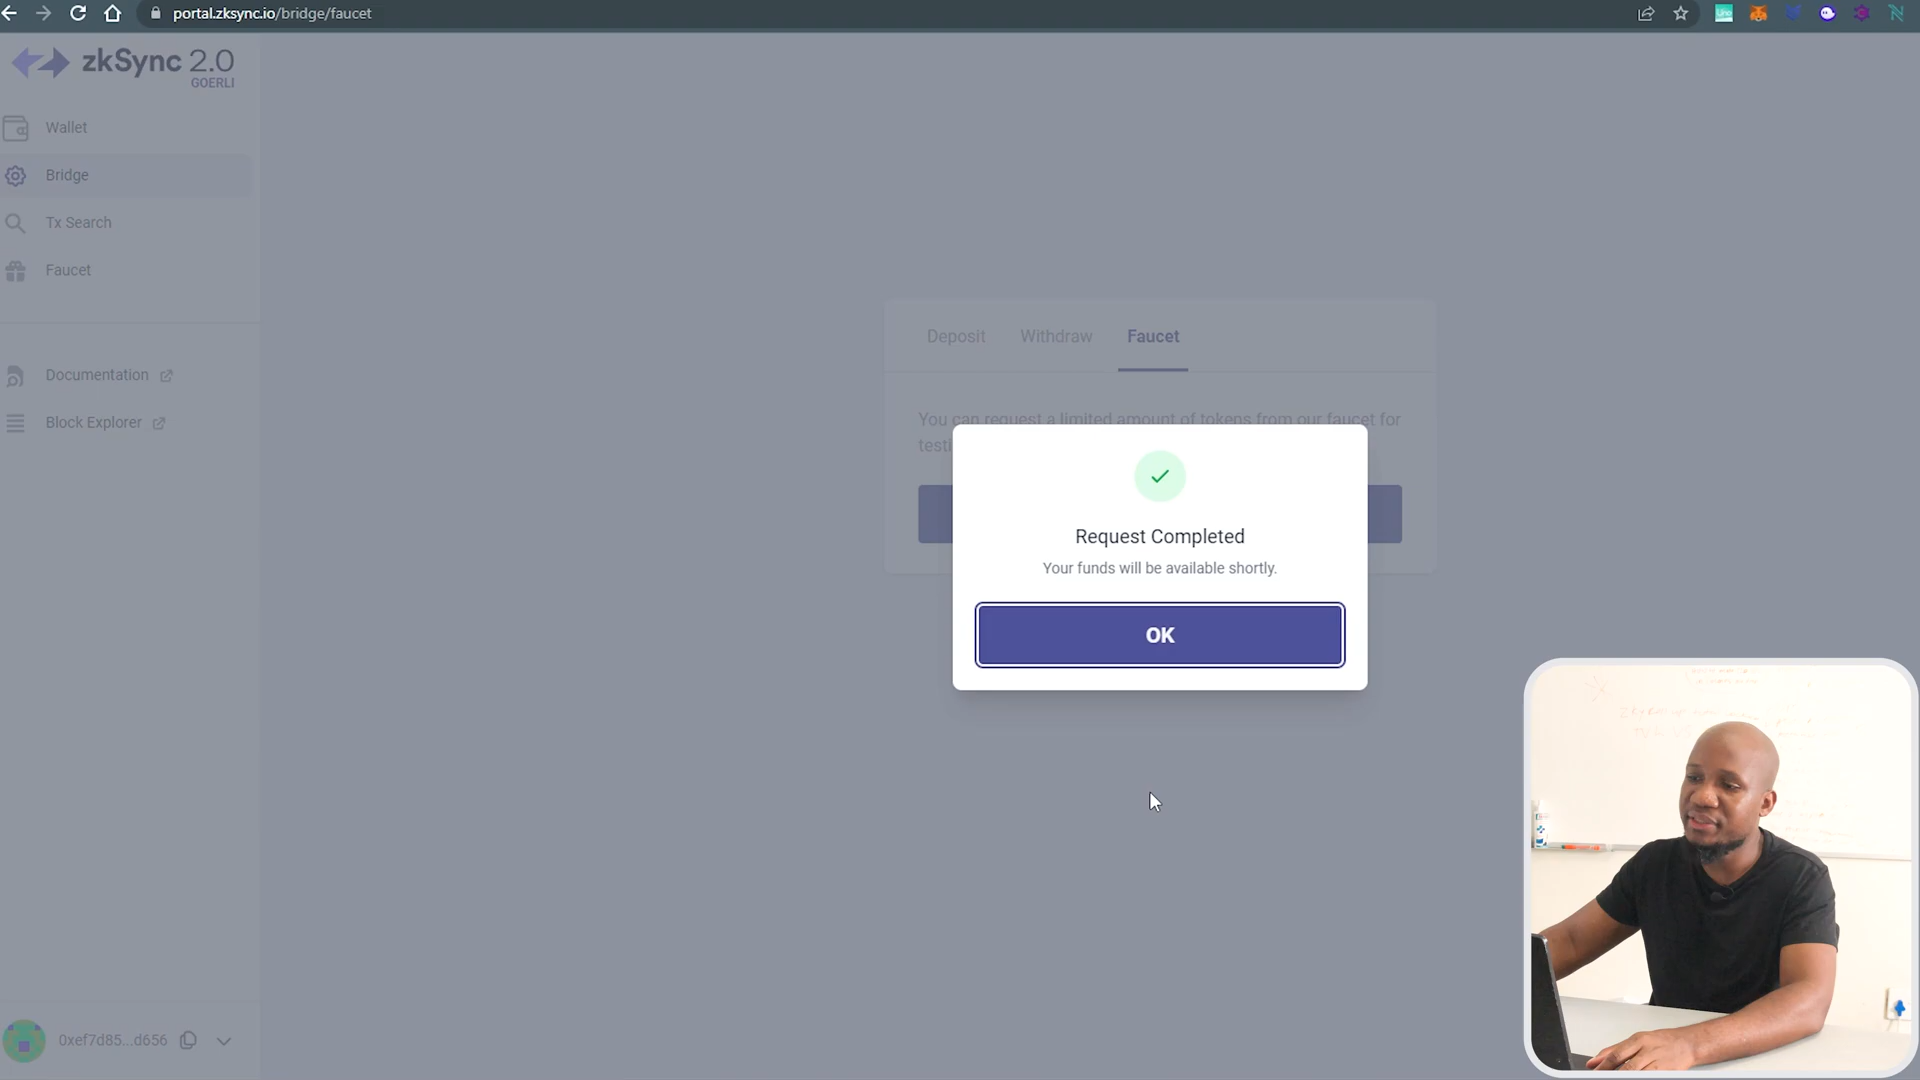 portal.zksync.io/bridge/faucet
zkSync 2.0
GOERLI
Wallet
Bridge
Tx Search
Faucet
Documentation
Block Explorer
Deposit Withdraw Faucet
You can request a limited amount of tokens from our faucet for
testi
Request Completed
Your funds will be available shortly.
OK
0xef7d85...d656